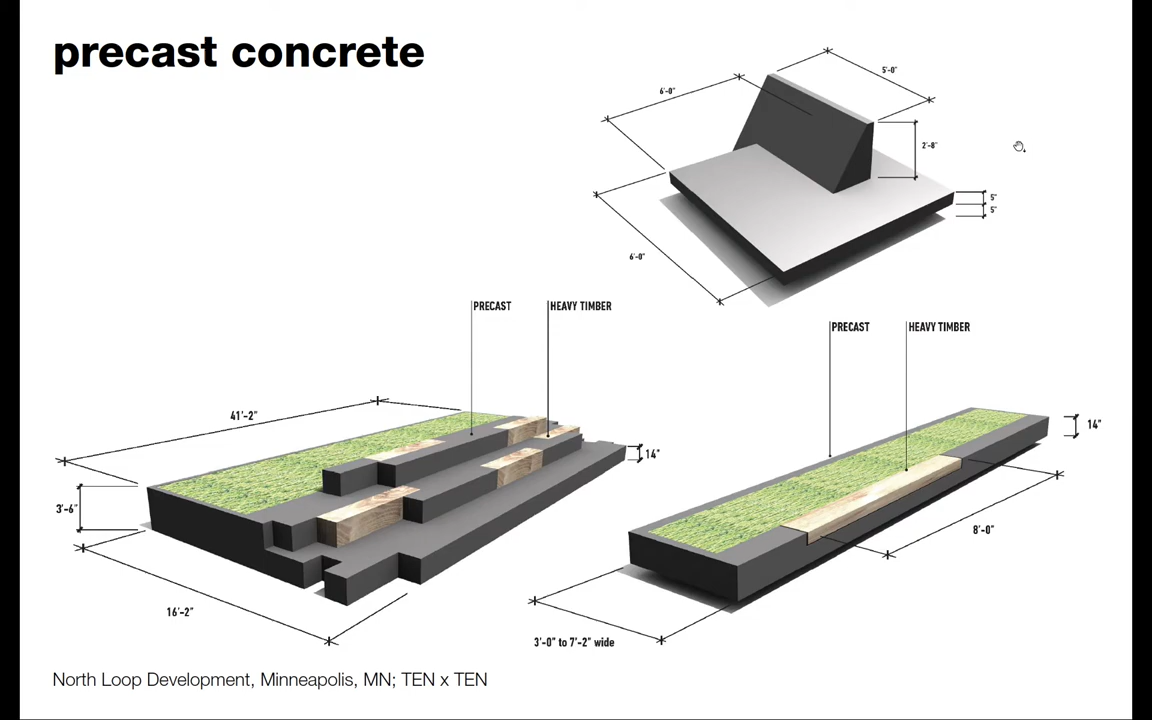 precast concrete
5'-0"
6'-0"
2'-8"
5"
5"
6'-0"
PRECAST
HEAVY TIMBER
PRECAST
HEAVY TIMBER
41'-2"
14"
14"
3'-6"
8'-0"
16'-2"
3'-0" to 7'-2" wide
North Loop Development, Minneapolis, MN; TEN x TEN